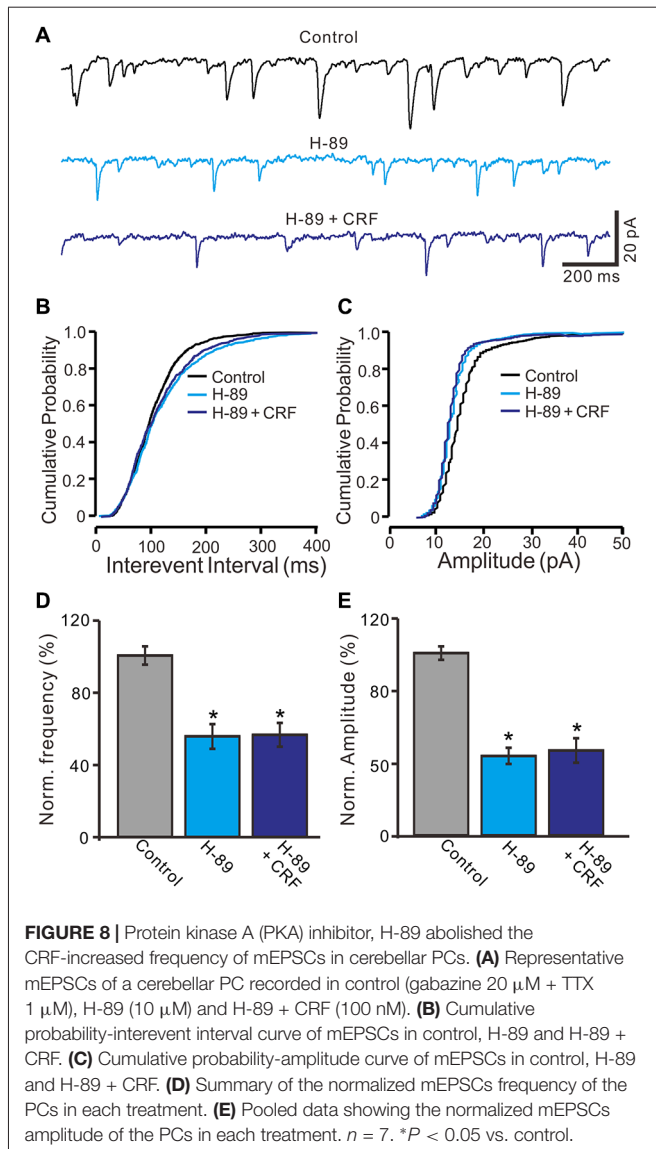 A
Control
H-89
H-89 + CRF
20 pA
200 ms
B
Cumulative Probability
1.0
0.8
0.6
0.4
0.2
0
Control
H-89
H-89 + CRF
0 100 200 300 400
Interevent Interval (ms)
C
Cumulative Probability
1.0
0.8
0.6
0.4
0.2
0
Control
H-89
H-89 + CRF
0 10 20 30 40 50
Amplitude (pA)
D
Norm. frequency (%)
120
80
40
0
* *
Control
H-89
H-89
+ CRF
E
Norm. Amplitude (%)
120
80
50
0
* *
Control
H-89
H-89
+ CRF
FIGURE 8 | Protein kinase A (PKA) inhibitor, H-89 abolished the
CRF-increased frequency of mEPSCs in cerebellar PCs. (A) Representative
mEPSCs of a cerebellar PC recorded in control (gabazine 20 μM + TTX
1 μM), H-89 (10 μM) and H-89 + CRF (100 nM). (B) Cumulative
probability-interevent interval curve of mEPSCs in control, H-89 and H-89 +
CRF. (C) Cumulative probability-amplitude curve of mEPSCs in control, H-89
and H-89 + CRF. (D) Summary of the normalized mEPSCs frequency of the
PCs in each treatment. (E) Pooled data showing the normalized mEPSCs
amplitude of the PCs in each treatment. n = 7. *P < 0.05 vs. control.